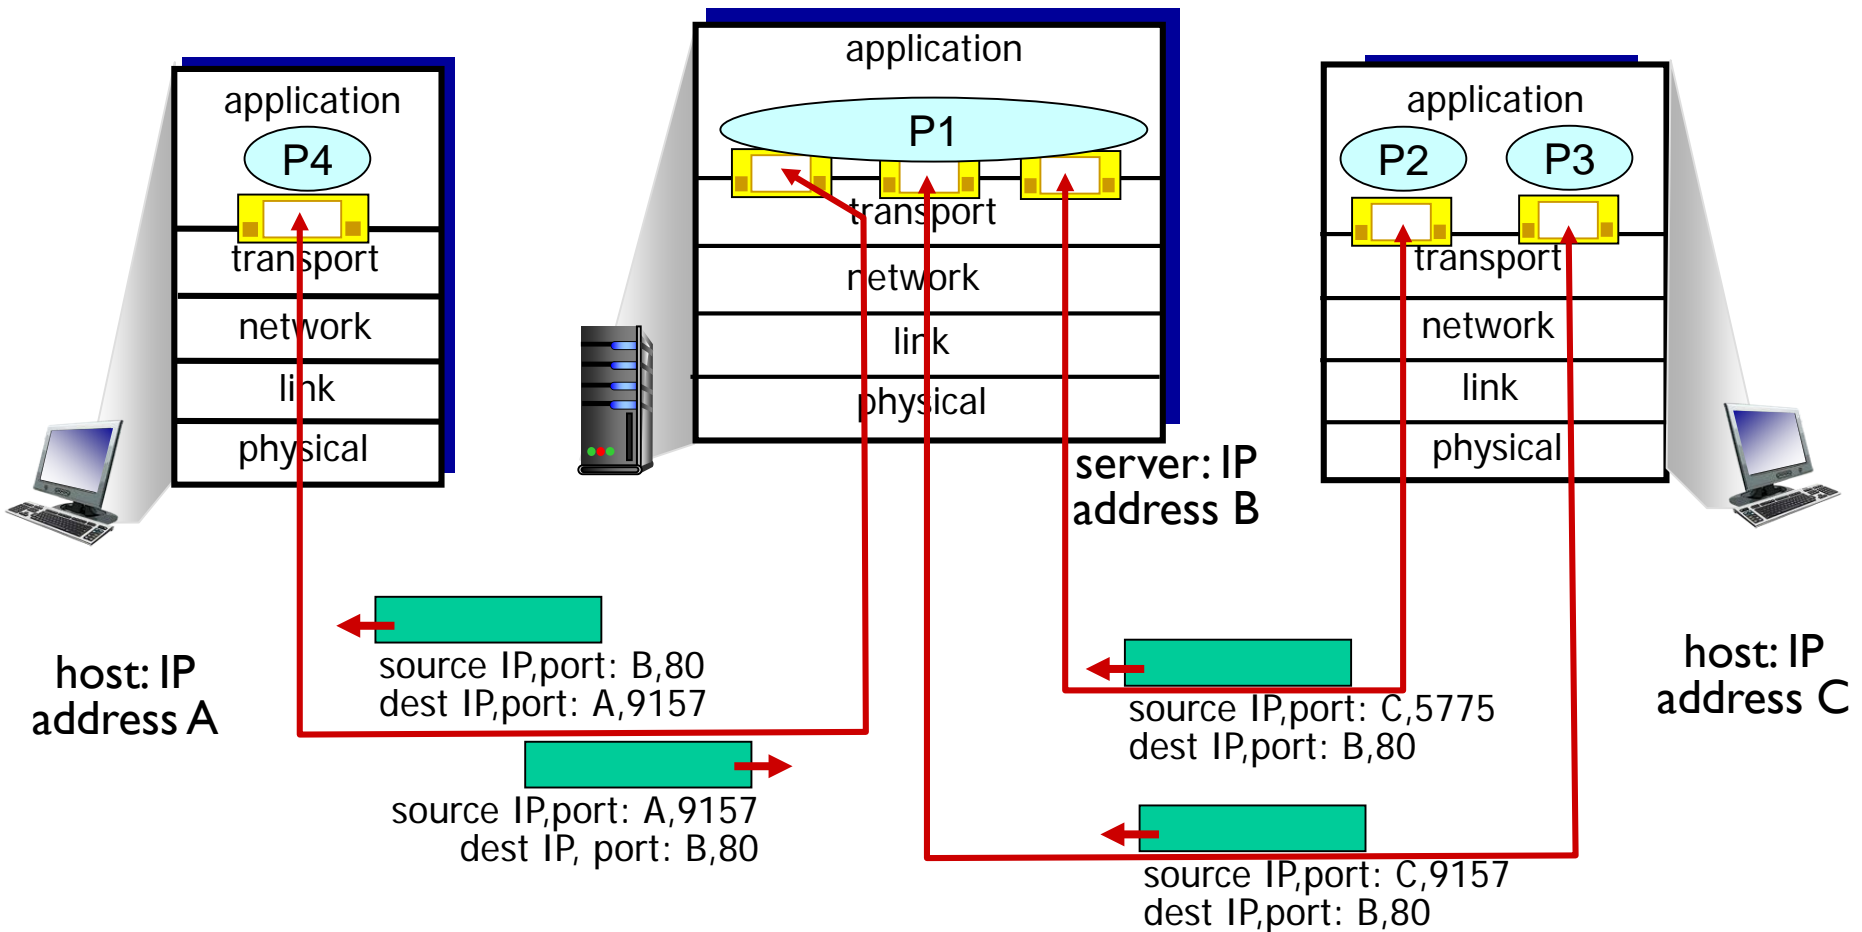 application
P4
transport
network
link
physical
application
P1
transport
network
link
physical
application
P2
P3
transport
network
link
physical
server: IP
address B
host: IP
address A
source IP,port: B,80
dest IP,port: A,9157
source IP,port: A,9157
dest IP, port: B,80
source IP,port: C,5775
dest IP,port: B,80
source IP,port: C,9157
dest IP,port: B,80
host: IP
address C